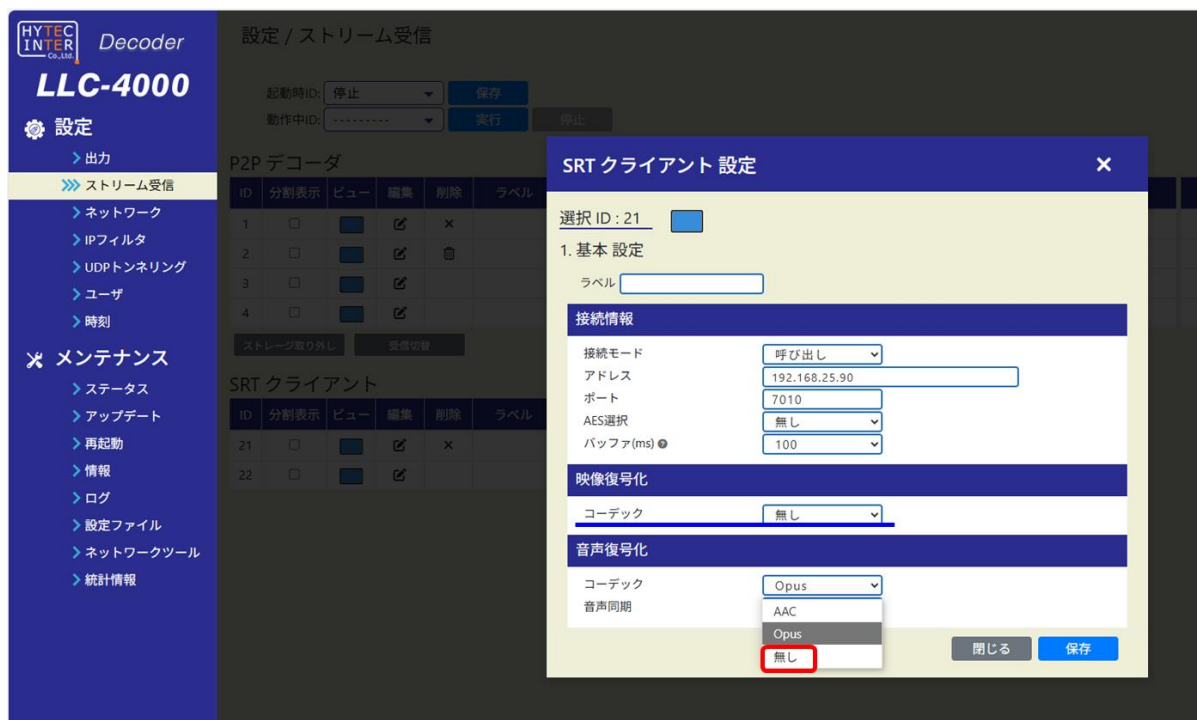 HYTEC
INTER
Co.,Ltd.
Decoder
LLC-4000
設定
出力
ストリーム受信
ネットワーク
IPフィルタ
UDPトンネリング
ユーザ
時刻
メンテナンス
ステータス
アップデート
再起動
情報
ログ
設定ファイル
ネットワークツール
統計情報
設定 / ストリーム受信
起動時ID: 停止 保存
動作中ID: --------- 実行 停止
P2P デコーダ
ID 分割表示 ビュー 編集 削除 ラベル
1
2
3
4
ストレージ取り外し 受信切替
SRT クライアント
ID 分割表示 ビュー 編集 削除 ラベル
21
22
SRT クライアント 設定
選択 ID : 21
1. 基本 設定
ラベル
接続情報
接続モード 呼び出し
アドレス 192.168.25.90
ポート 7010
AES選択 無し
バッファ(ms) 100
映像復号化
コーデック 無し
音声復号化
コーデック Opus
音声同期
AAC
Opus
無し
閉じる 保存